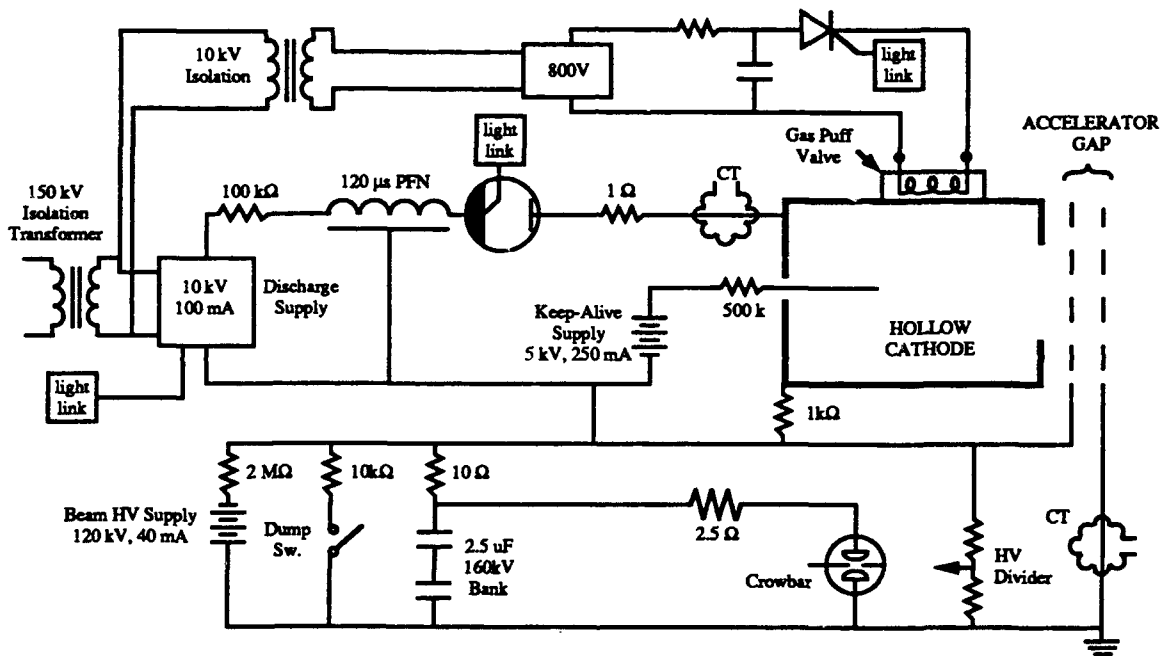 10 kV
Isolation
800V
light
link
ACCELERATOR
GAP
Gas Puff
Valve
light
link
150 kV
Isolation
Transformer
100 kΩ
120 µs PFN
1 Ω
CT
10 kV
100 mA
Discharge
Supply
Keep-Alive
Supply
5 kV, 250 mA
500 k
HOLLOW
CATHODE
light
link
1kΩ
2 MΩ
10kΩ
10 Ω
Beam HV Supply
120 kV, 40 mA
Dump
Sw.
2.5 uF
160kV
Bank
2.5 Ω
Crowbar
HV
Divider
CT